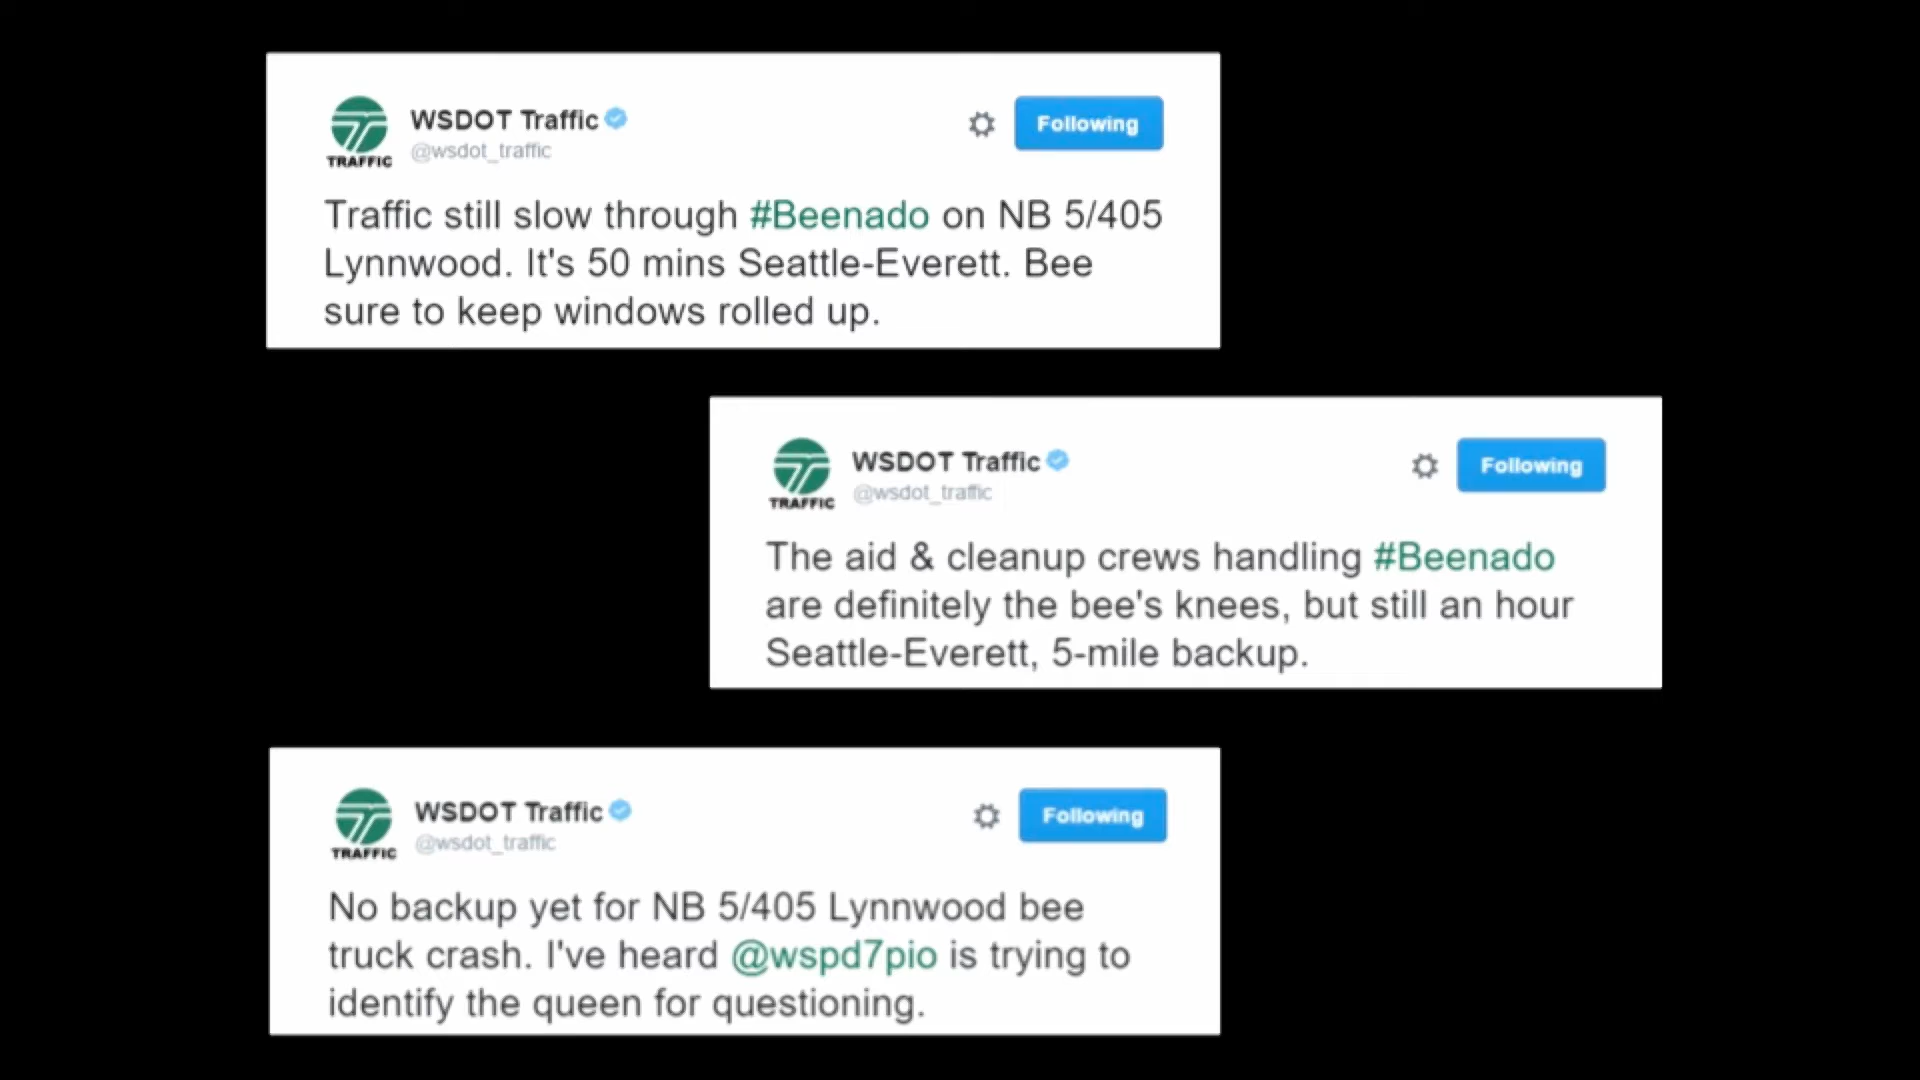 TRAFFIC
WSDOT Traffic
@wsdot_traffic
Following
Traffic still slow through #Beenado on NB 5/405
Lynnwood. It's 50 mins Seattle-Everett. Bee
sure to keep windows rolled up.
TRAFFIC
WSDOT Traffic
@wsdot_traffic
Following
The aid & cleanup crews handling #Beenado
are definitely the bee's knees, but still an hour
Seattle-Everett, 5-mile backup.
TRAFFIC
WSDOT Traffic
@wsdot_traffic
Following
No backup yet for NB 5/405 Lynnwood bee
truck crash. I've heard @wspd7pio is trying to
identify the queen for questioning.